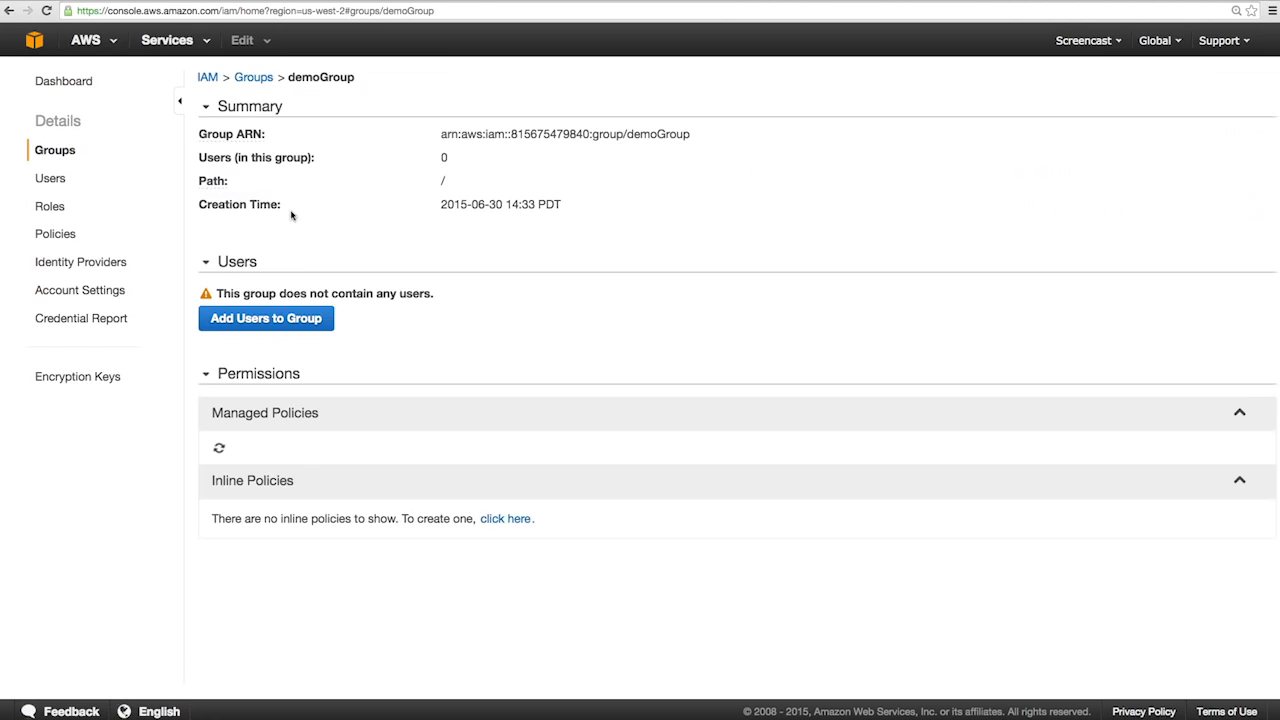 https://console.aws.amazon.com/iam/home?region=us-west-2#groups/demoGroup
AWS Services Edit Screencast Global Support
Dashboard
Details
Groups
Users
Roles
Policies
Identity Providers
Account Settings
Credential Report
Encryption Keys
IAM > Groups > demoGroup
Summary
Group ARN: arn:aws:iam::815675479840:group/demoGroup
Users (in this group): 0
Path: /
Creation Time: 2015-06-30 14:33 PDT
Users
This group does not contain any users.
Add Users to Group
Permissions
Managed Policies
Inline Policies
There are no inline policies to show. To create one, click here.
Feedback English © 2008 - 2015, Amazon Web Services, Inc. or its affiliates. All rights reserved. Privacy Policy Terms of Use